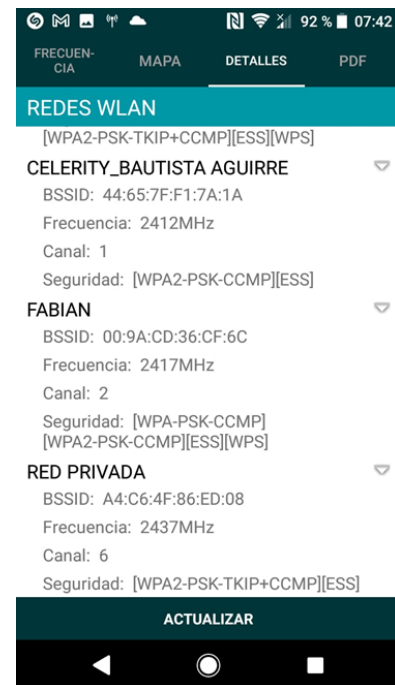 92 % 07:42
FRECUEN-
CIA
MAPA
DETALLES
PDF
REDES WLAN
[WPA2-PSK-TKIP+CCMP][ESS][WPS]
CELERITY_BAUTISTA AGUIRRE
BSSID: 44:65:7F:F1:7A:1A
Frecuencia: 2412MHz
Canal: 1
Seguridad: [WPA2-PSK-CCMP][ESS]
FABIAN
BSSID: 00:9A:CD:36:CF:6C
Frecuencia: 2417MHz
Canal: 2
Seguridad: [WPA-PSK-CCMP]
[WPA2-PSK-CCMP][ESS][WPS]
RED PRIVADA
BSSID: A4:C6:4F:86:ED:08
Frecuencia: 2437MHz
Canal: 6
Seguridad: [WPA2-PSK-TKIP+CCMP][ESS]
ACTUALIZAR